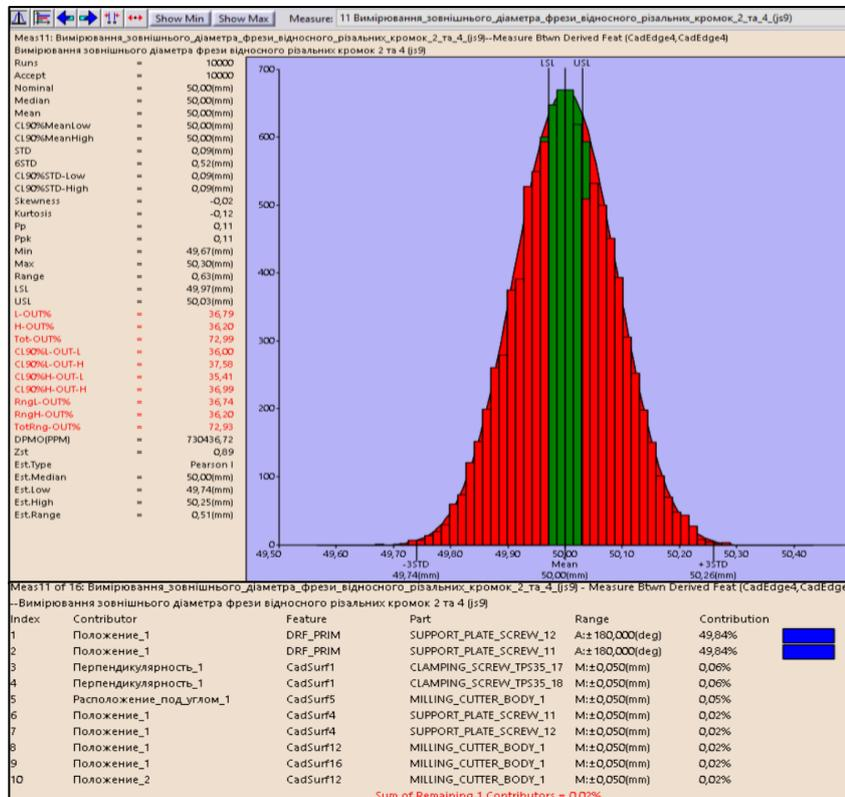 Show Min Show Max Measure: 11 Вимірювання_зовнішнього_діаметра_фрези_відносного_різальних_кромок_2_та_4_(js9)
Meas11: Вимірювання_зовнішнього_діаметра_фрези_відносного_різальних_кромок_2_та_4_(js9)--Measure Btwn Derived Feat (CadEdge4,CadEdge4)
Вимірювання зовнішнього діаметра фрези відносного різальних кромок 2 та 4 (js9)
Runs = 10000
Accept = 10000
Nominal = 50,00(mm)
Median = 50,00(mm)
Mean = 50,00(mm)
CL90%MeanLow = 50,00(mm)
CL90%MeanHigh = 50,00(mm)
STD = 0,09(mm)
6STD = 0,52(mm)
CL90%STD-Low = 0,09(mm)
CL90%STD-High = 0,09(mm)
Skewness = -0,02
Kurtosis = -0,12
Pp = 0,11
Ppk = 0,11
Min = 49,67(mm)
Max = 50,30(mm)
Range = 0,63(mm)
LSL = 49,97(mm)
USL = 50,03(mm)
L-OUT% = 36,79
H-OUT% = 36,20
Tot-OUT% = 72,99
CL90%L-OUT-L = 36,00
CL90%L-OUT-H = 37,58
CL90%H-OUT-L = 35,41
CL90%H-OUT-H = 36,99
RngL-OUT% = 36,74
RngH-OUT% = 36,20
TotRng-OUT% = 72,93
DPMO(PPM) = 730436,72
Zst = 0,89
Est.Type Pearson I
Est.Median = 50,00(mm)
Est.Low = 49,74(mm)
Est.High = 50,25(mm)
Est.Range = 0,51(mm)
LSL USL
700
600
500
400
300
200
100
0
49,50 49,60 49,70 49,80 49,90 50,00 50,10 50,20 50,30 50,40
-3STD Mean +3STD
49,74(mm) 50,00(mm) 50,26(mm)
Meas11 of 16: Вимірювання_зовнішнього_діаметра_фрези_відносного_різальних_кромок_2_та_4_(js9) - Measure Btwn Derived Feat (CadEdge4,CadEdge
--Вимірювання зовнішнього діаметра фрези відносного різальних кромок 2 та 4 (js9)
Index Contributor Feature Part Range Contribution
1 Положение_1 DRF_PRIM SUPPORT_PLATE_SCREW_12 A:±180,000(deg) 49,84%
2 Положение_1 DRF_PRIM SUPPORT_PLATE_SCREW_11 A:±180,000(deg) 49,84%
3 Перпендикулярность_1 CadSurf1 CLAMPING_SCREW_TPS35_17 M:±0,050(mm) 0,06%
4 Перпендикулярность_1 CadSurf1 CLAMPING_SCREW_TPS35_18 M:±0,050(mm) 0,06%
5 Расположение_под_углом_1 CadSurf5 MILLING_CUTTER_BODY_1 M:±0,050(mm) 0,05%
6 Положение_1 CadSurf4 SUPPORT_PLATE_SCREW_11 M:±0,050(mm) 0,02%
7 Положение_1 CadSurf4 SUPPORT_PLATE_SCREW_12 M:±0,050(mm) 0,02%
8 Положение_1 CadSurf12 MILLING_CUTTER_BODY_1 M:±0,050(mm) 0,02%
9 Положение_1 CadSurf16 MILLING_CUTTER_BODY_1 M:±0,050(mm) 0,02%
10 Положение_2 CadSurf12 MILLING_CUTTER_BODY_1 M:±0,050(mm) 0,02%
Sum of Remaining 1 Contributors = 0,02%